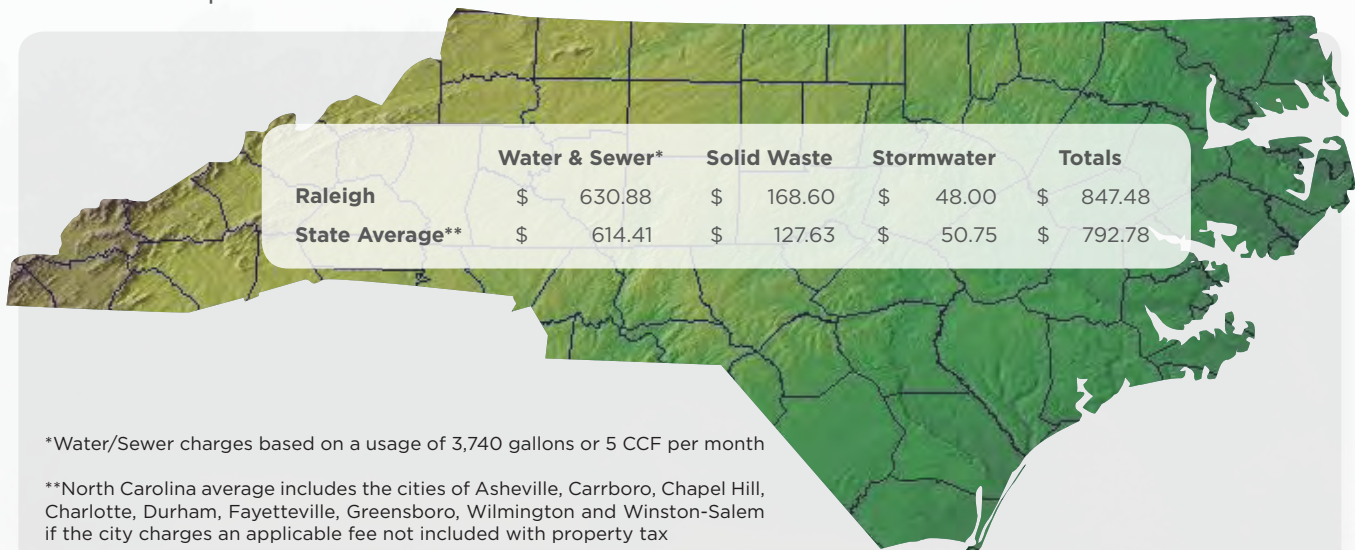 Water & Sewer* Solid Waste Stormwater Totals
Raleigh $ 630.88 $ 168.60 $ 48.00 $ 847.48
State Average** $ 614.41 $ 127.63 $ 50.75 $ 792.78
*Water/Sewer charges based on a usage of 3,740 gallons or 5 CCF per month
**North Carolina average includes the cities of Asheville, Carrboro, Chapel Hill,
Charlotte, Durham, Fayetteville, Greensboro, Wilmington and Winston-Salem
if the city charges an applicable fee not included with property tax